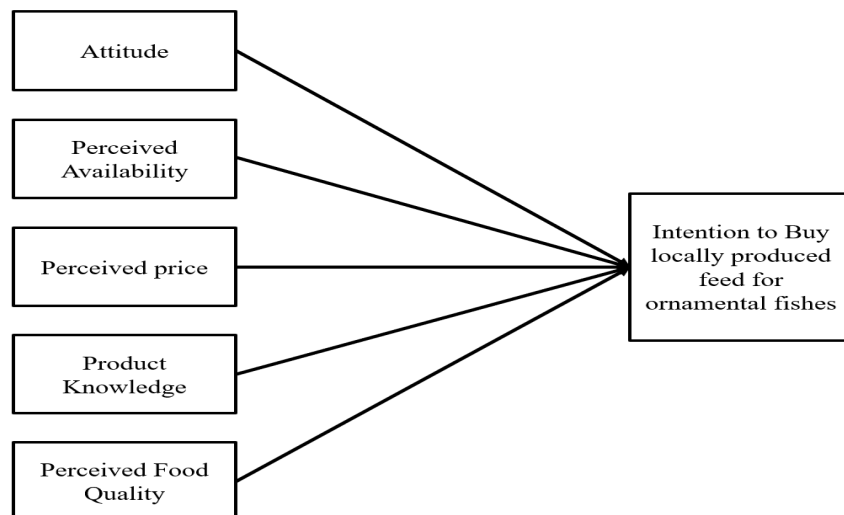 Attitude
Perceived
Availability
Perceived price
Product
Knowledge
Perceived Food
Quality
Intention to Buy
locally produced
feed for
ornamental fishes